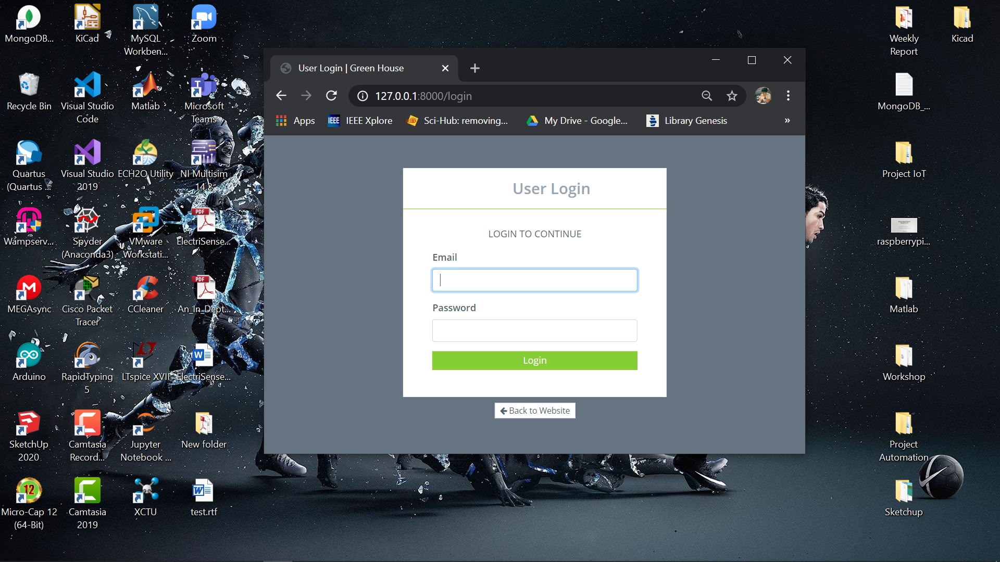 MongoDB...
KiCad
MySQL
Workben...
Zoom
Recycle Bin
Visual Studio
Code
Matlab
Microsoft
Teams
Quartus
(Quartus ...
Visual Studio
2019
ECH2O Utility
NI Multisim
14.2
Wampserv...
Spyder
(Anaconda3)
VMware
Workstati...
PDF
ElectriSense...
MEGAsync
Cisco Packet
Tracer
CCleaner
PDF
An_In_Dept...
Arduino
RapidTyping
5
LTspice XVII
ElectriSense...
SketchUp
2020
Camtasia
Record...
Jupyter
Notebook ...
New folder
12
Micro-Cap 12
(64-Bit)
Camtasia
2019
XCTU
test.rtf
User Login | Green House
127.0.0.1:8000/login
Apps
IEEE
IEEE Xplore
Sci-Hub: removing...
My Drive - Google...
Library Genesis
»
User Login
LOGIN TO CONTINUE
Email
Password
Login
Back to Website
Weekly
Report
Kicad
MongoDB_...
Project IoT
raspberrypi...
Matlab
Workshop
Project
Automation
Sketchup